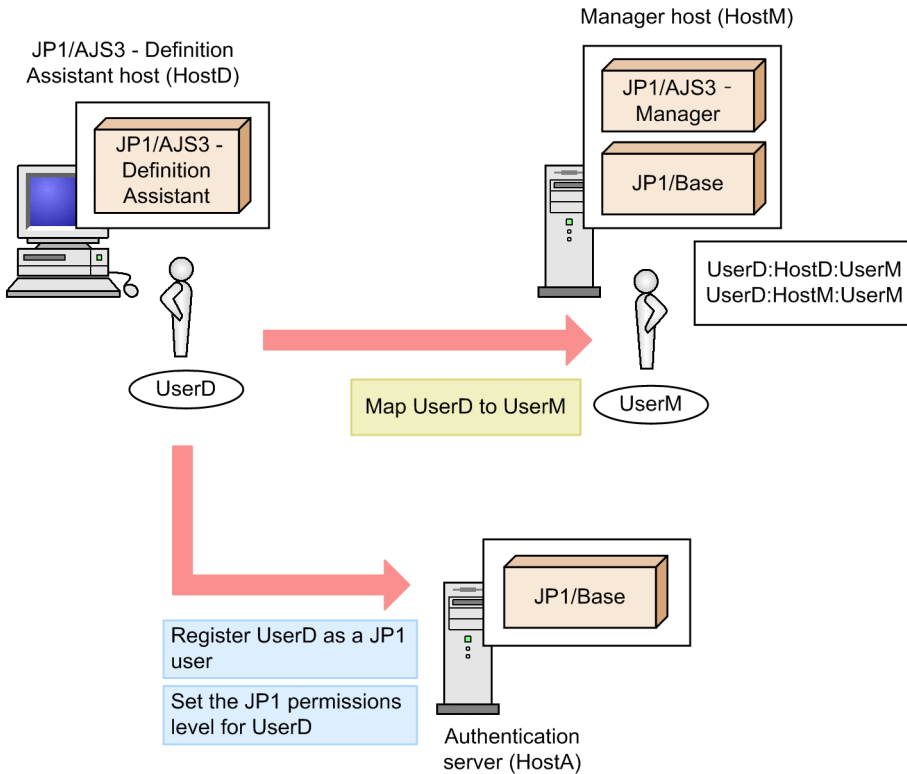 JP1/AJS3 - Definition
Assistant host (HostD)
JP1/AJS3 -
Definition
Assistant
Manager host (HostM)
JP1/AJS3 -
Manager
JP1/Base
UserD:HostD:UserM
UserD:HostM:UserM
UserD
Map UserD to UserM
UserM
JP1/Base
Register UserD as a JP1
user
Set the JP1 permissions
level for UserD
Authentication
server (HostA)